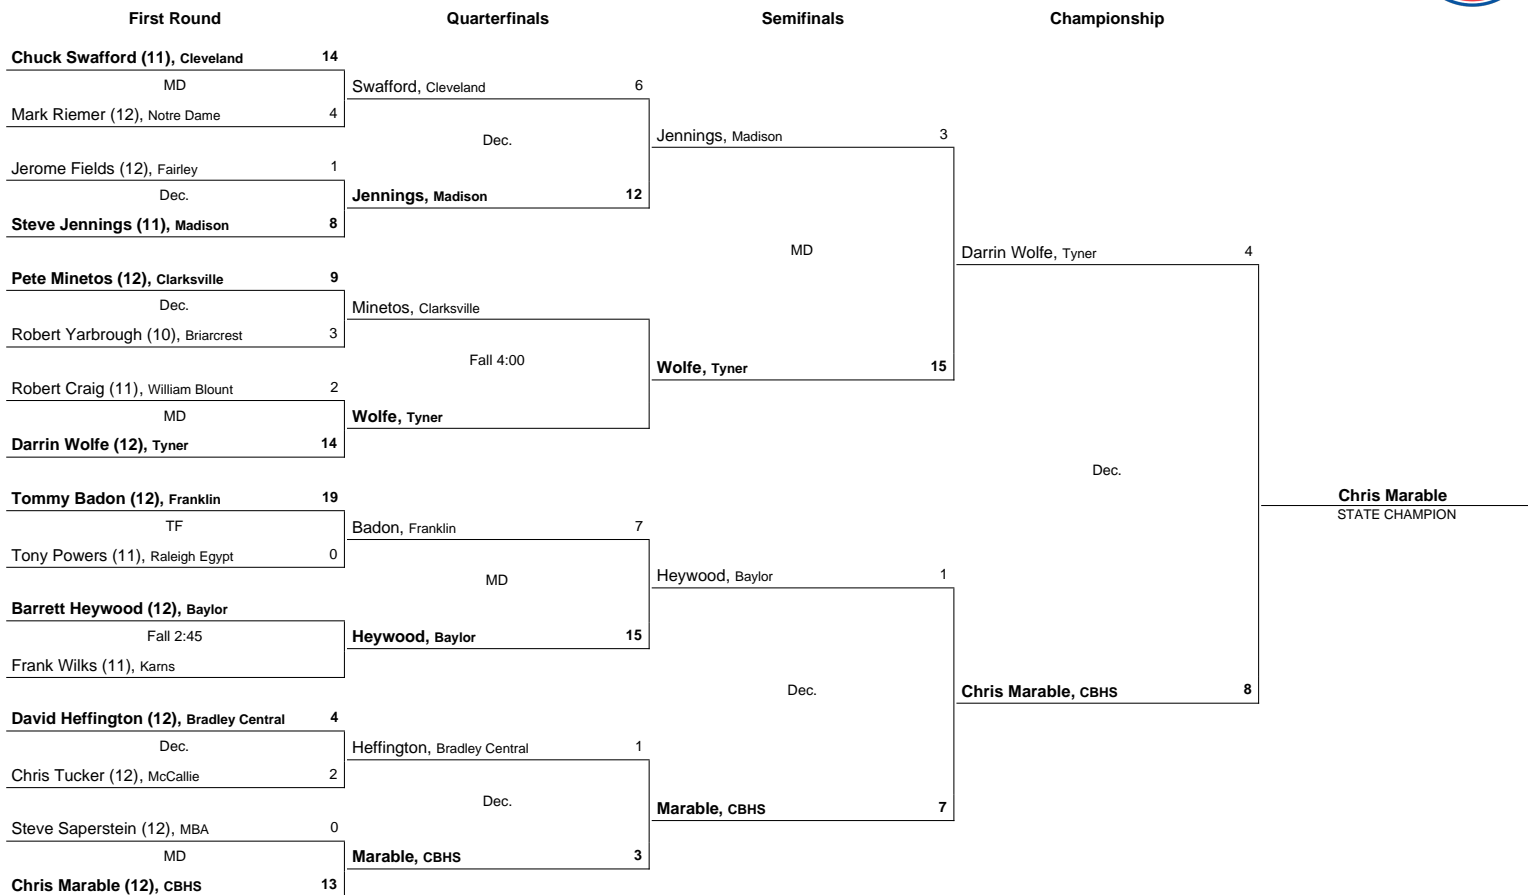 First Round Quarterfinals Semifinals Championship
Chuck Swafford (11), Cleveland 14
MD
Mark Riemer (12), Notre Dame 4
Jerome Fields (12), Fairley 1
Dec.
Steve Jennings (11), Madison 8
Pete Minetos (12), Clarksville 9
Dec.
Robert Yarbrough (10), Briarcrest 3
Robert Craig (11), William Blount 2
MD
Darrin Wolfe (12), Tyner 14
Tommy Badon (12), Franklin 19
TF
Tony Powers (11), Raleigh Egypt 0
Barrett Heywood (12), Baylor
Fall 2:45
Frank Wilks (11), Karns
David Heffington (12), Bradley Central 4
Dec.
Chris Tucker (12), McCallie 2
Steve Saperstein (12), MBA 0
MD
Chris Marable (12), CBHS 13
Swafford, Cleveland 6
Dec.
Jennings, Madison 12
Minetos, Clarksville
Fall 4:00
Wolfe, Tyner
Badon, Franklin 7
MD
Heywood, Baylor 15
Heffington, Bradley Central 1
Dec.
Marable, CBHS 3
Jennings, Madison 3
MD
Wolfe, Tyner 15
Heywood, Baylor 1
Dec.
Marable, CBHS 7
Darrin Wolfe, Tyner 4
Dec.
Chris Marable, CBHS 8
Chris Marable
STATE CHAMPION